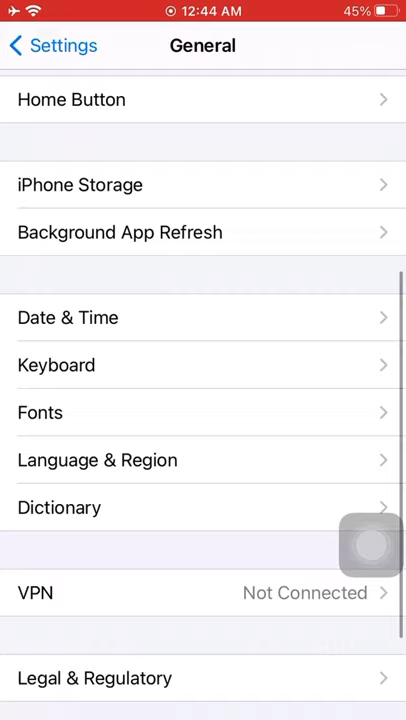 12:44 AM 45%
Settings General
Home Button
iPhone Storage
Background App Refresh
Date & Time
Keyboard
Fonts
Language & Region
Dictionary
VPN Not Connected
Legal & Regulatory